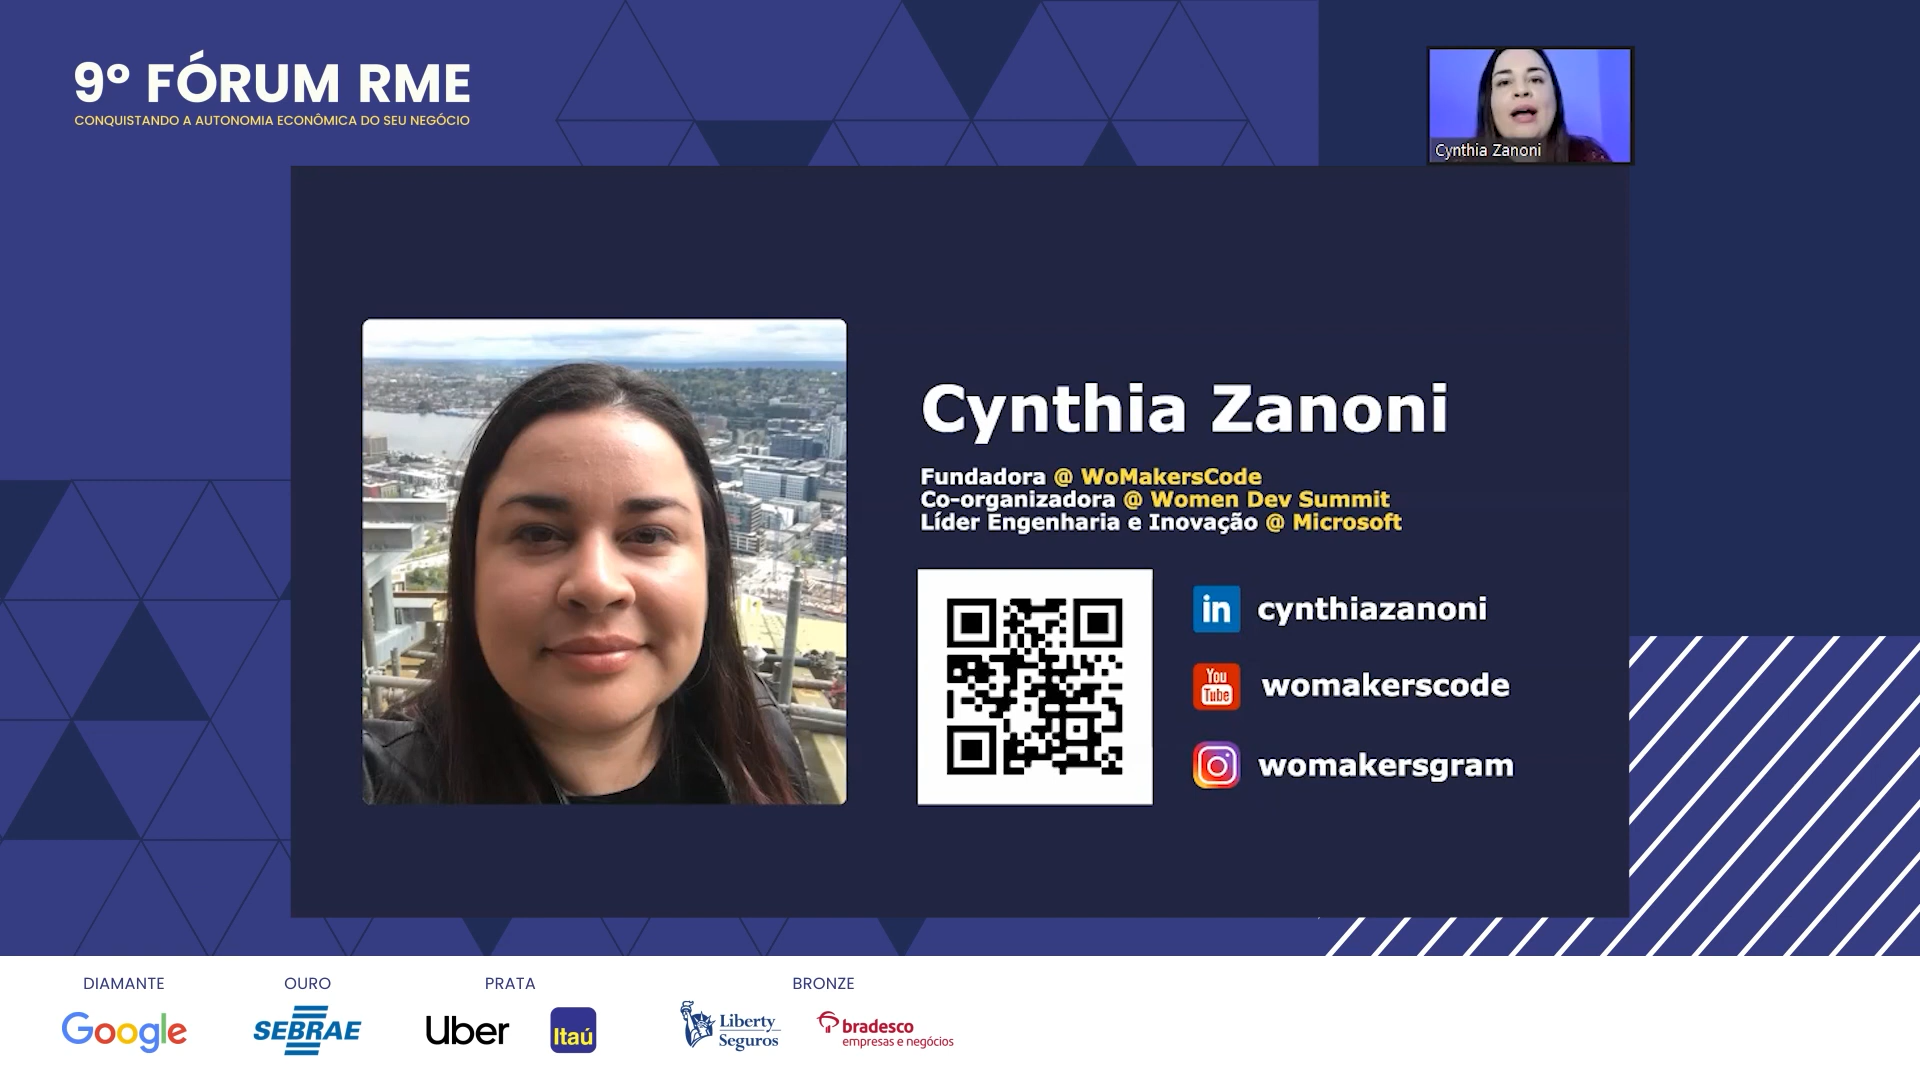 9º FÓRUM RME
CONQUISTANDO A AUTONOMIA ECONÔMICA DO SEU NEGÓCIO
Cynthia Zanoni
Cynthia Zanoni
Fundadora @ WoMakersCode
Co-organizadora @ Women Dev Summit
Líder Engenharia e Inovação @ Microsoft
in cynthiazanoni
You Tube womakerscode
womakersgram
DIAMANTE OURO PRATA BRONZE
Google SEBRAE Uber Itaú Liberty Seguros bradesco empresas e negócios